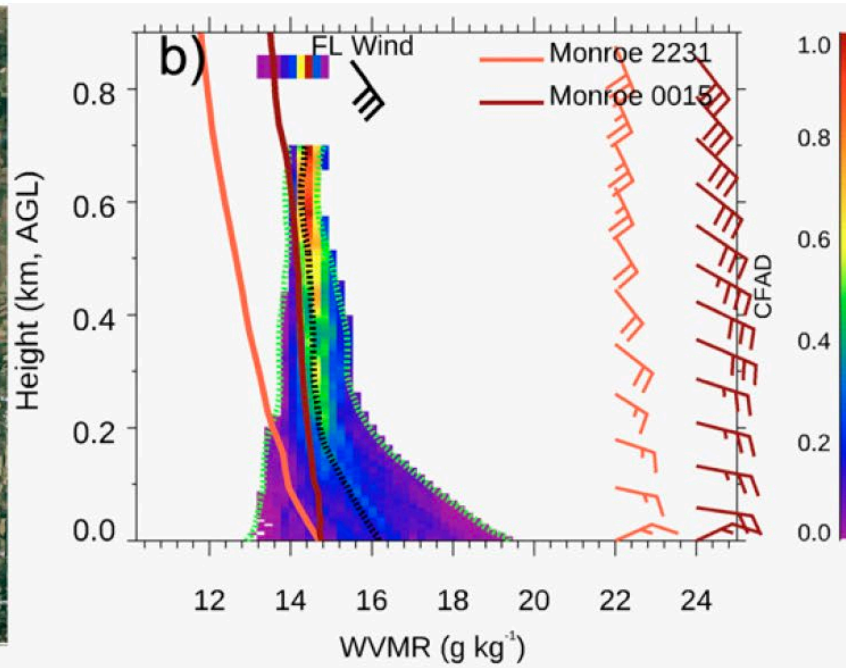 b)
FL Wind
Monroe 2231
Monroe 0015
Height (km, AGL)
0.8
0.6
0.4
0.2
0.0
12 14 16 18 20 22 24
WVMR (g kg-1)
CFAD
1.0
0.8
0.6
0.4
0.2
0.0